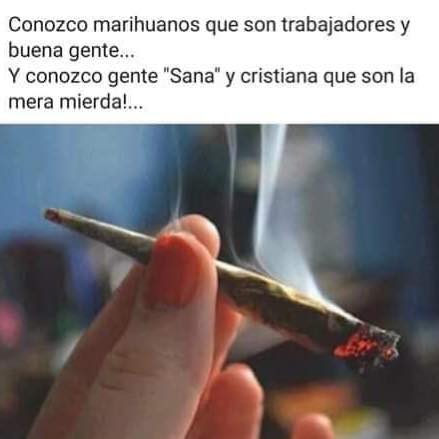 Conozco marihuanos que son trabajadores y
buena gente...
Y conozco gente "Sana" y cristiana que son la
mera mierda!...